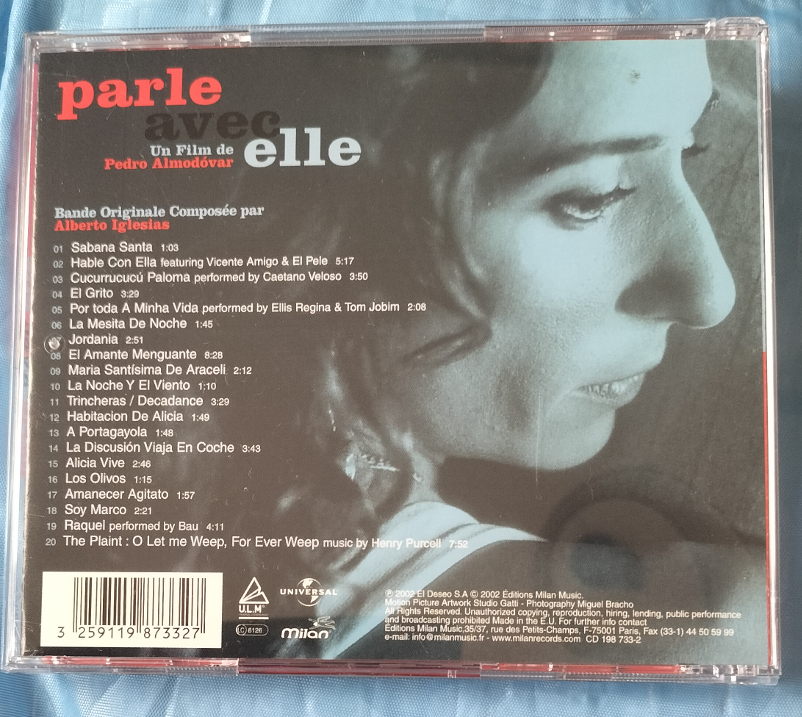 parle
avec
elle
Un Film de
Pedro Almodóvar
Bande Originale Composée par
Alberto Iglesias
01 Sabana Santa 1:03
02 Hable Con Ella featuring Vicente Amigo & El Pele 5:17
03 Cucurrucucú Paloma performed by Caetano Veloso 3:50
04 El Grito 3:29
05 Por toda A Minha Vida performed by Ellis Regina & Tom Jobim 2:08
06 La Mesita De Noche 1:45
Jordania 2:51
08 El Amante Menguante 8:28
09 Maria Santísima De Araceli 2:12
10 La Noche Y El Viento 1:10
11 Trincheras / Decadance 3:29
12 Habitacion De Alicia 1:49
13 A Portagayola 1:48
14 La Discusión Viaja En Coche 3:43
15 Alicia Vive 2:46
16 Los Olivos 1:15
17 Amanecer Agitato 1:57
18 Soy Marco 2:21
19 Raquel performed by Bau 4:11
20 The Plaint : O Let me Weep, For Ever Weep music by Henry Purcell 7:52
3 259119 873327
U.L.M
LC 6126
UNIVERSAL
milan
℗ 2002 El Deseo S.A © 2002 Éditions Milan Music.
Motion Picture Artwork Studio Gatti - Photography Miguel Bracho
All Rights Reserved. Unauthorized copying, reproduction, hiring, lending, public performance
and broadcasting prohibited Made in the E.U. For further info contact
Editions Milan Music,35/37, rue des Petits-Champs, F-75001 Paris, Fax (33-1) 44 50 59 99
e-mail: info@milanmusic.fr - www.milanrecords.com CD 198 733-2